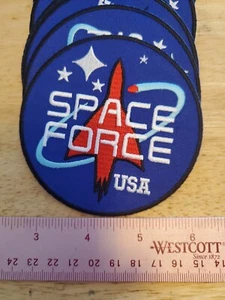 SPACE
FORCE
USA
3 4 5 6
WESTCOTT
Since 1872
24 23 22 21 20 19 18 17 16 15 14